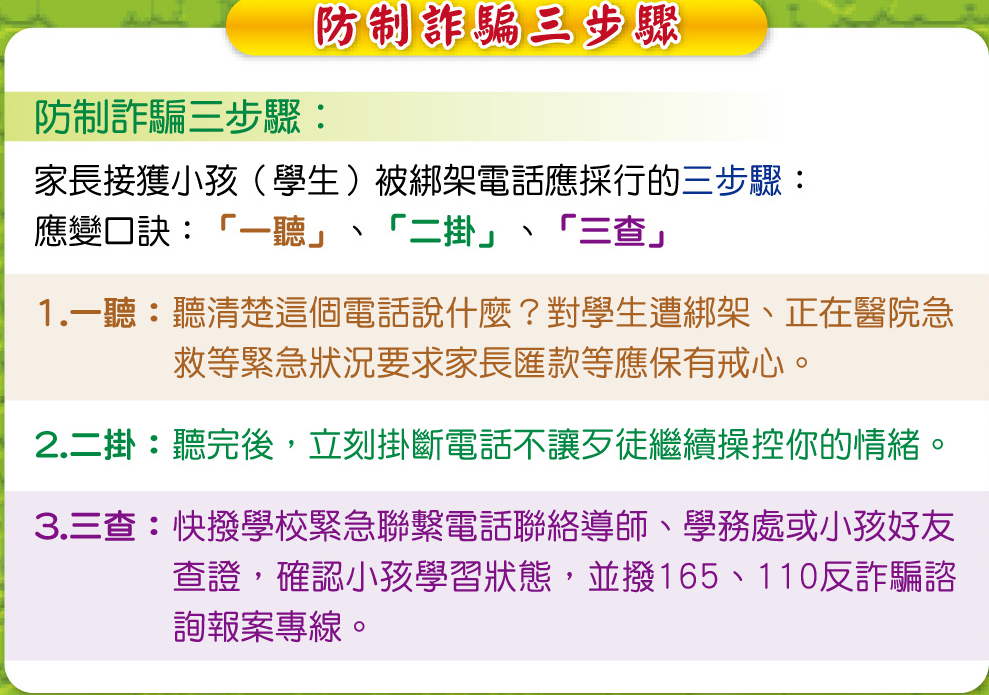 防制詐騙三步驟
防制詐騙三步驟：
家長接獲小孩（學生）被綁架電話應採行的三步驟：
應變口訣：「一聽」、「二掛」、「三查」
1.一聽：聽清楚這個電話說什麼？對學生遭綁架、正在醫院急
救等緊急狀況要求家長匯款等應保有戒心。
2.二掛：聽完後，立刻掛斷電話不讓歹徒繼續操控你的情緒。
3.三查：快撥學校緊急聯繫電話聯絡導師、學務處或小孩好友
查證，確認小孩學習狀態，並撥165、110反詐騙諮
詢報案專線。